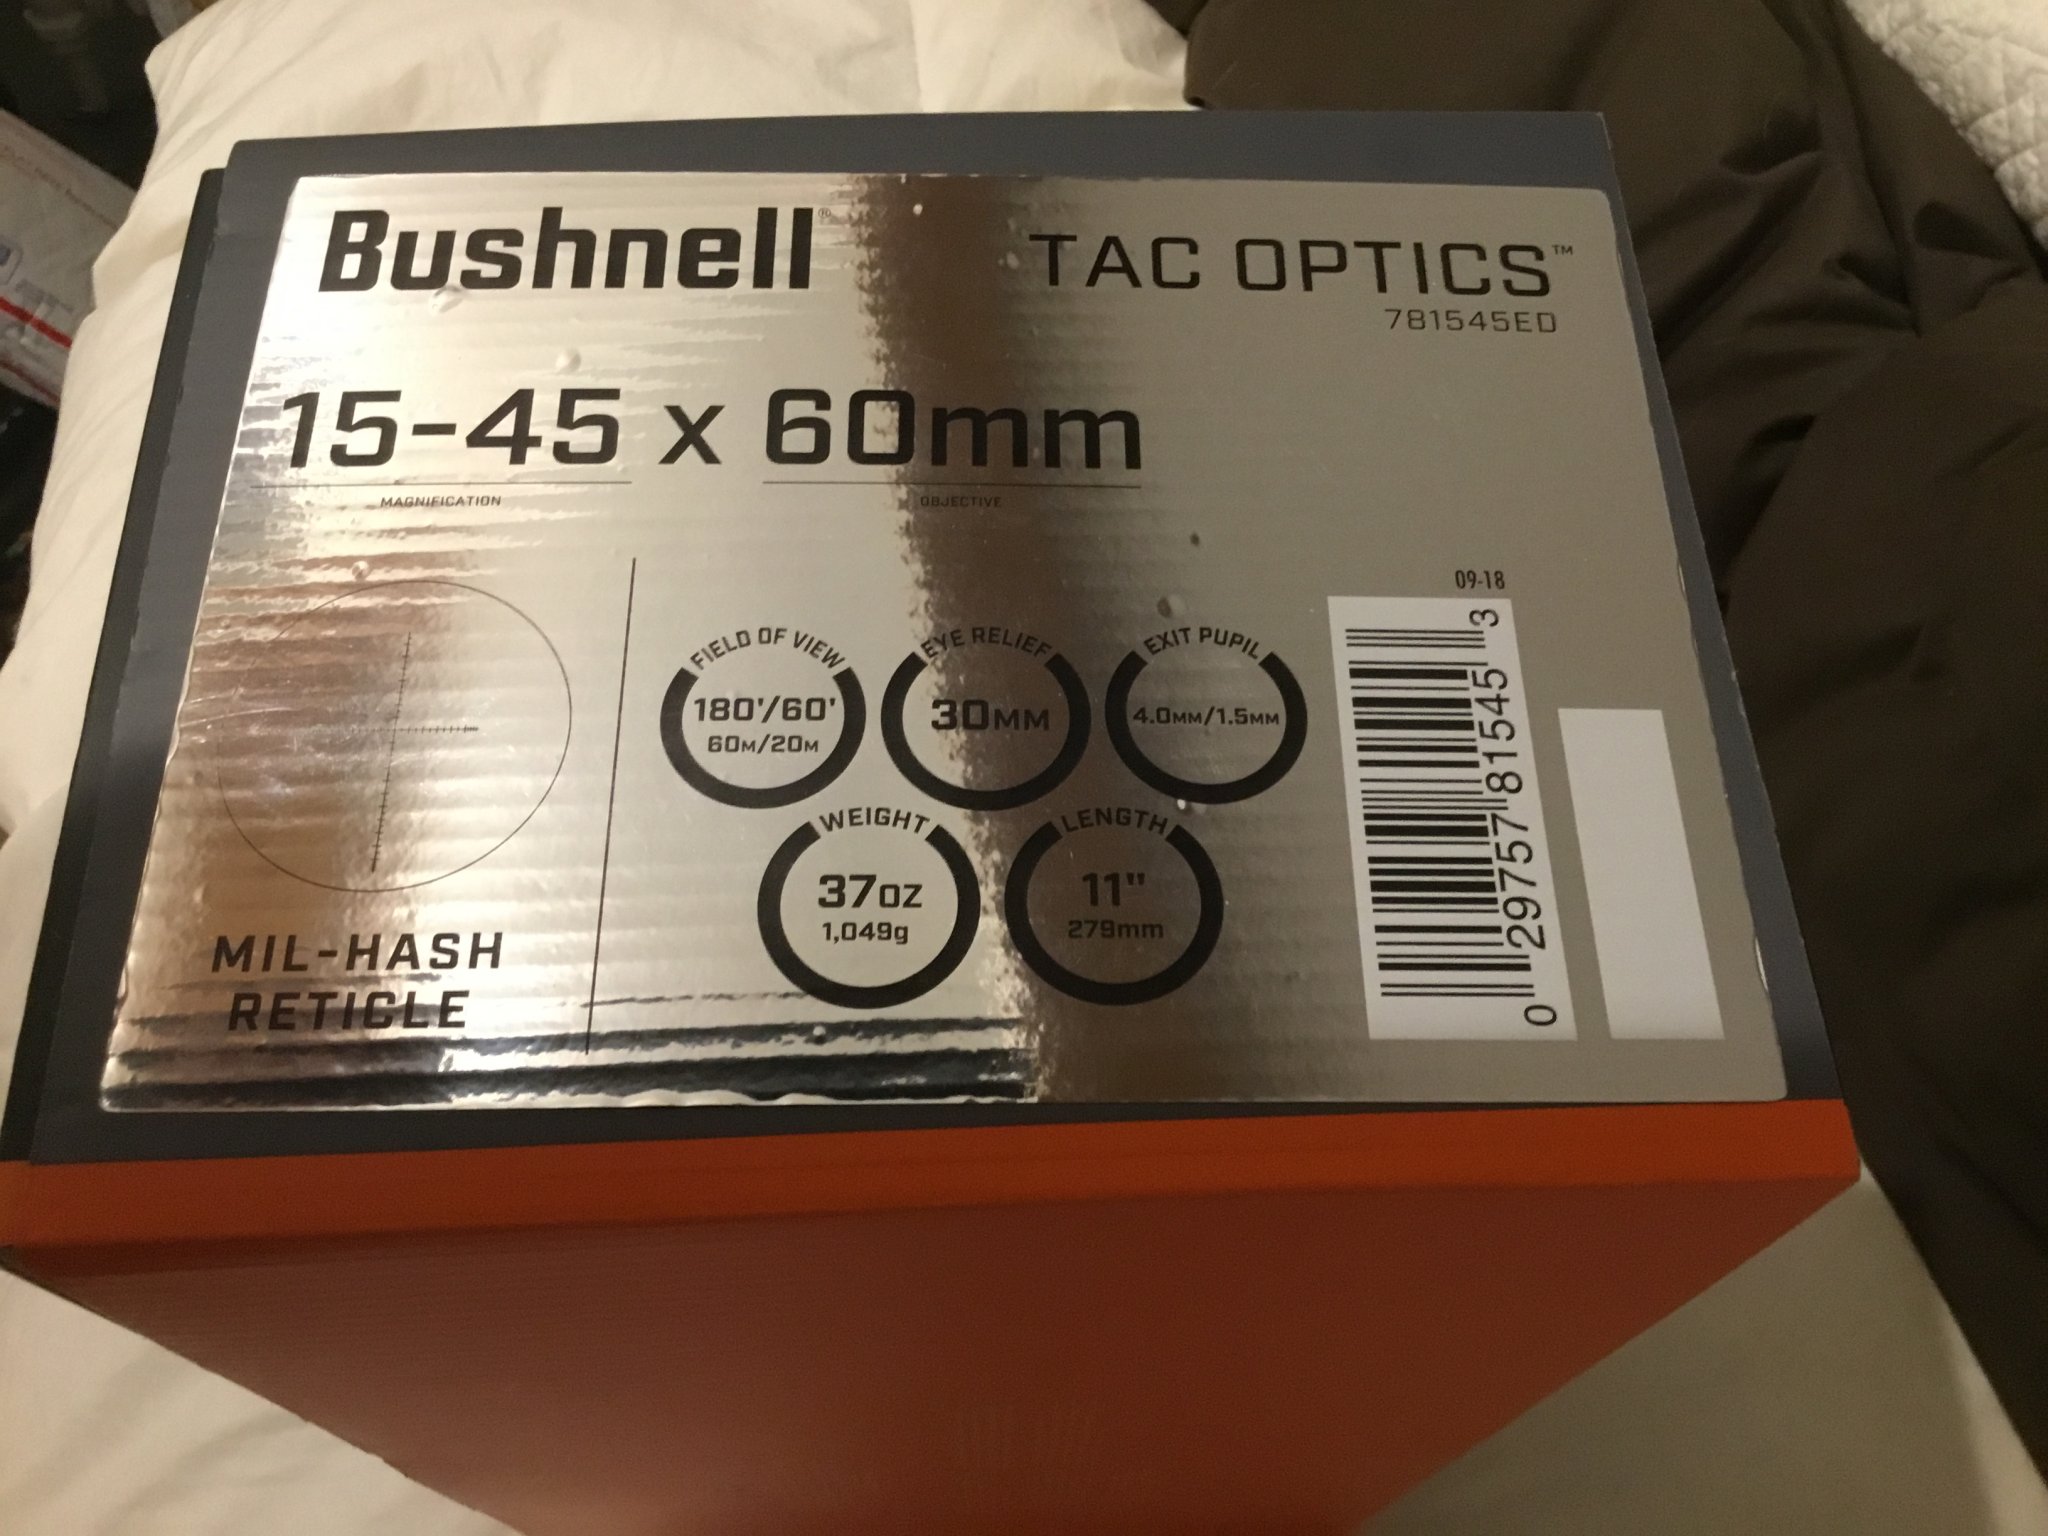 Bushnell®
TAC OPTICS™
781545ED
15-45 x 60mm
MAGNIFICATION
OBJECTIVE
MIL-HASH
RETICLE
FIELD OF VIEW
180'/60'
60M/20M
EYE RELIEF
30MM
EXIT PUPIL
4.0MM/1.5MM
WEIGHT
37OZ
1,049g
LENGTH
11"
279mm
09-18
0 29757 81545 3